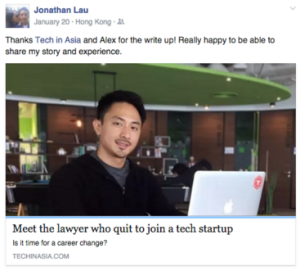 Jonathan Lau
January 20 · Hong Kong ·
Thanks Tech in Asia and Alex for the write up! Really happy to be able to
share my story and experience.
Meet the lawyer who quit to join a tech startup
Is it time for a career change?
TECHINASIA.COM